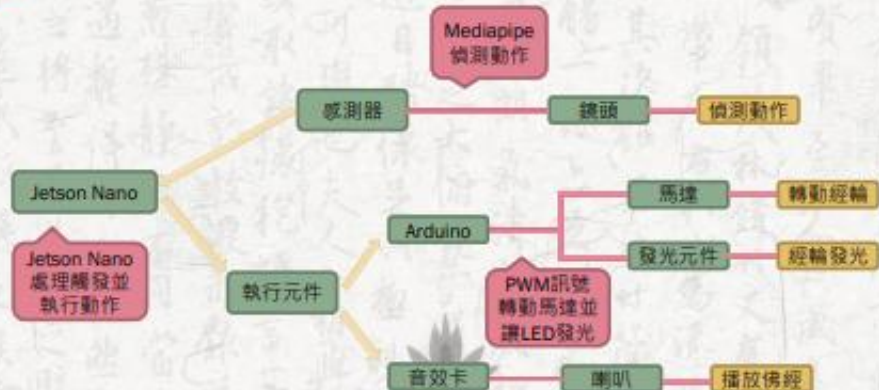 Mediapipe
偵測動作
感測器
鏡頭
偵測動作
Jetson Nano
Jetson Nano
處理觸發並
執行動作
執行元件
Arduino
馬達
轉動經輪
發光元件
經輪發光
PWM訊號
轉動馬達並
讓LED發光
音效卡
喇叭
播放佛經